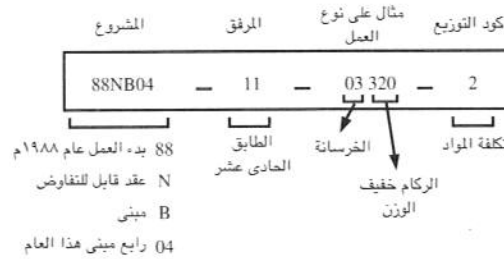 المشروع المرفق مثال على نوع العمل كود التوزيع
88NB04 – 11 – 03 320 – 2
88 بدء العمل عام ١٩٨٨م
N عقد قابل للتفاوض
B مبنى
04 رابع مبنى هذا العام
الطابق
الحادى عشر
الخرسانة
الركام خفيف
الوزن
تكلفة المواد